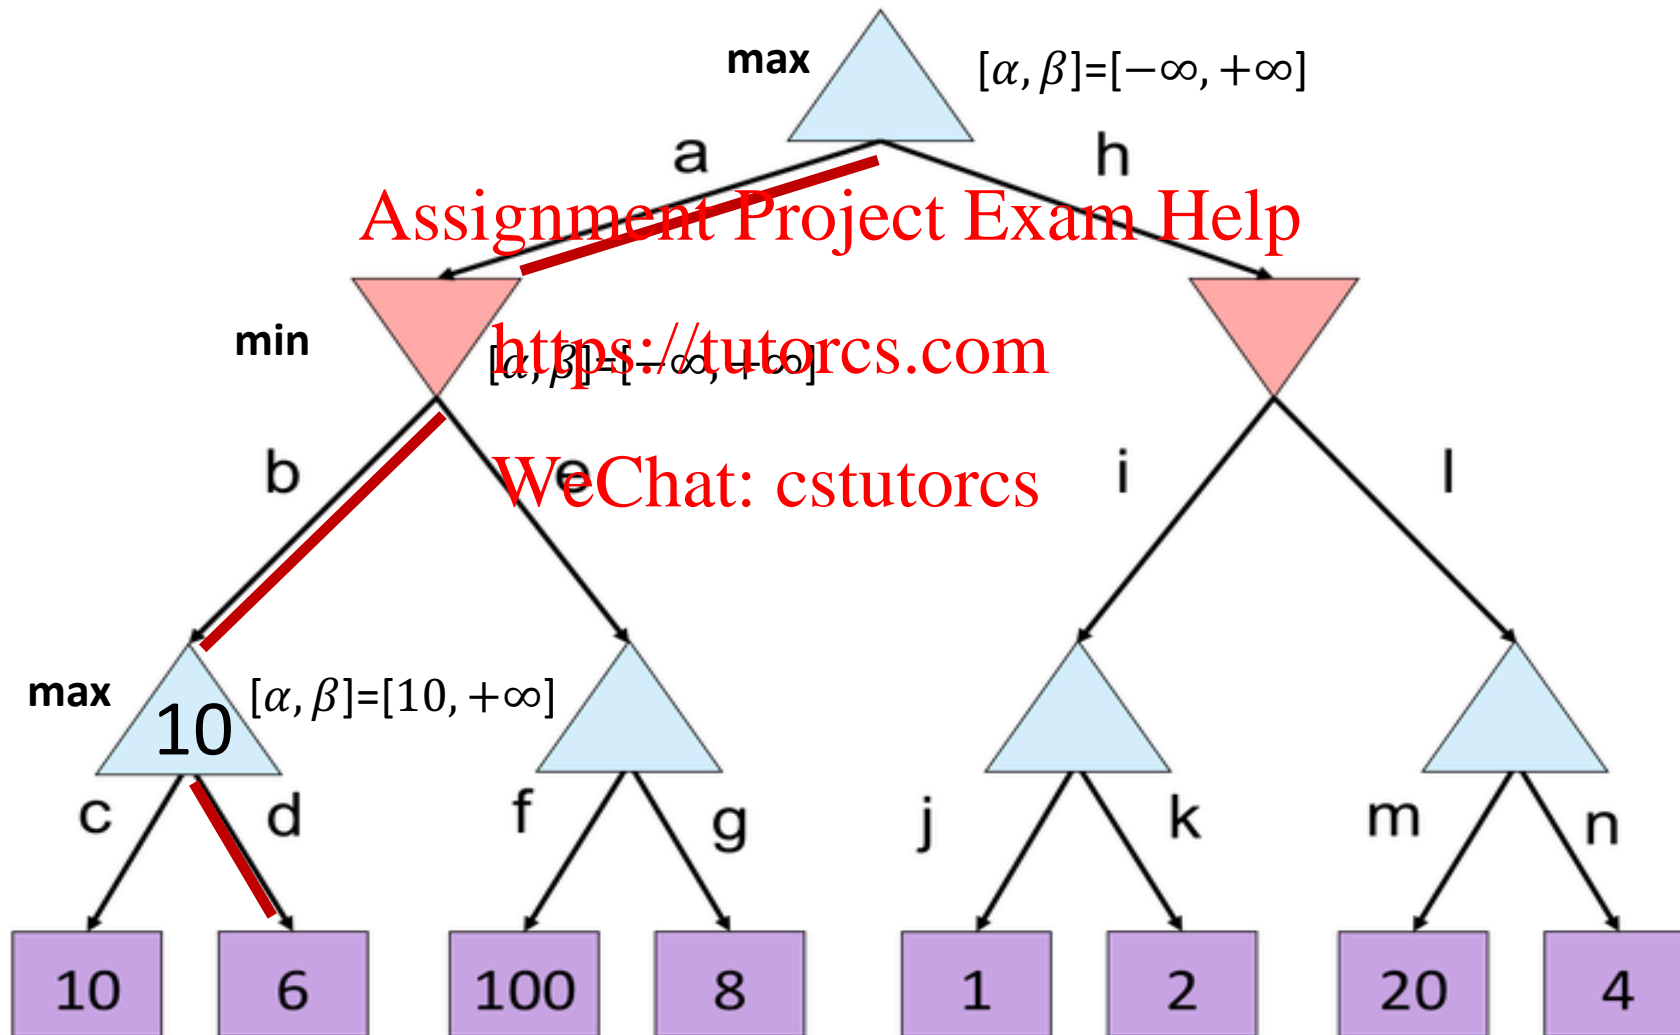 max [α, β]=[−∞, +∞]
a h
Assignment Project Exam Help
min [α, β]=[−∞, +∞]
https://tutorcs.com
b e i l
WeChat: cstutorcs
max 10 [α, β]=[10, +∞]
c d f g j k m n
10 6 100 8 1 2 20 4